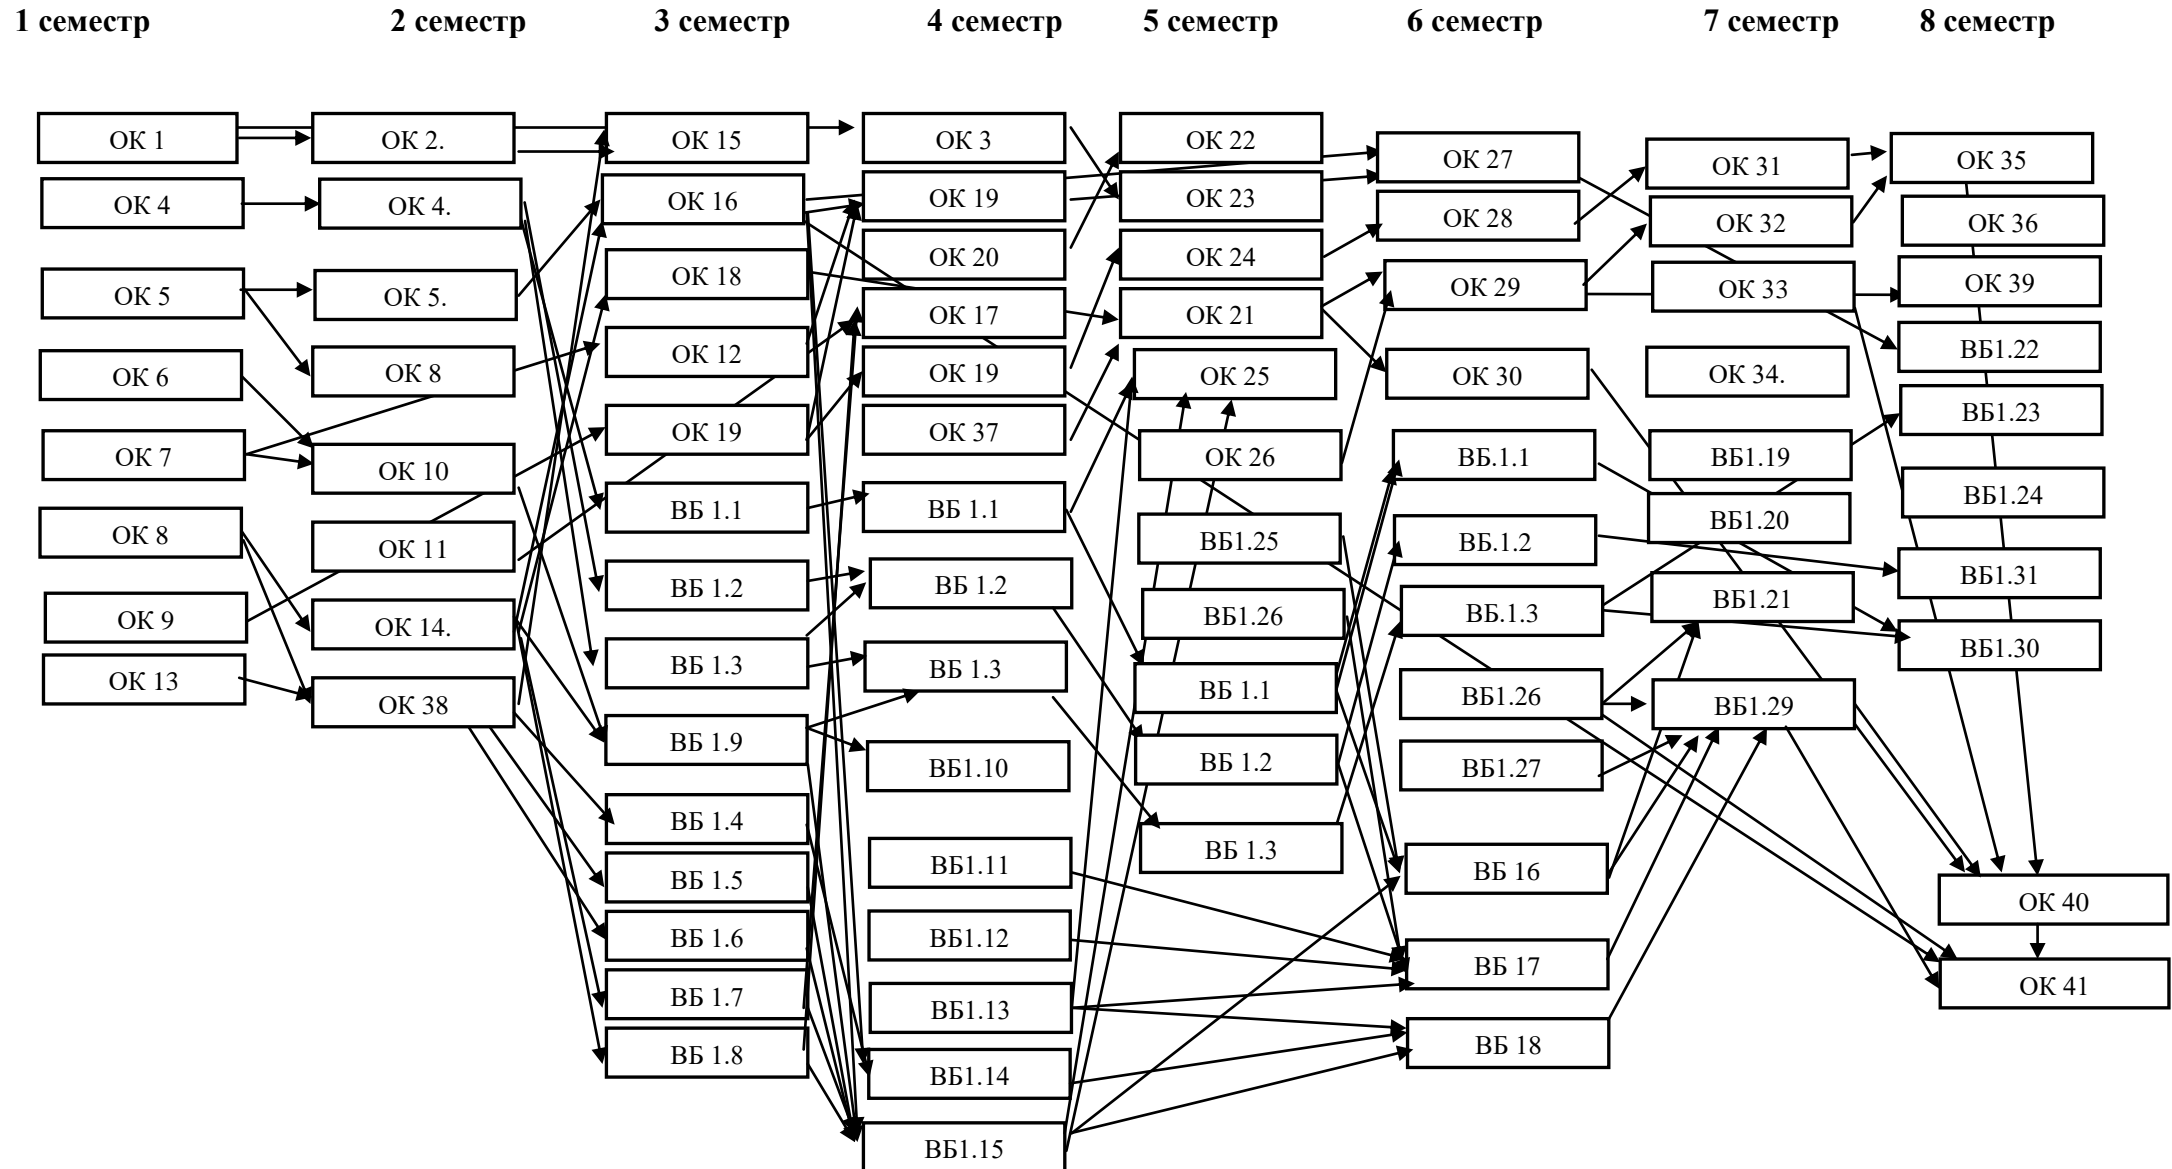 1 семестр 2 семестр 3 семестр 4 семестр 5 семестр 6 семестр 7 семестр 8 семестр
ОК 1
ОК 4
ОК 5
ОК 6
ОК 7
ОК 8
ОК 9
ОК 13
ОК 2.
ОК 4.
ОК 5.
ОК 8
ОК 10
ОК 11
ОК 14.
ОК 38
ОК 15
ОК 16
ОК 18
ОК 12
ОК 19
ВБ 1.1
ВБ 1.2
ВБ 1.3
ВБ 1.9
ВБ 1.4
ВБ 1.5
ВБ 1.6
ВБ 1.7
ВБ 1.8
ОК 3
ОК 19
ОК 20
ОК 17
ОК 19
ОК 37
ВБ 1.1
ВБ 1.2
ВБ 1.3
ВБ1.10
ВБ1.11
ВБ1.12
ВБ1.13
ВБ1.14
ВБ1.15
ОК 22
ОК 23
ОК 24
ОК 21
ОК 25
ОК 26
ВБ1.25
ВБ1.26
ВБ 1.1
ВБ 1.2
ВБ 1.3
ОК 27
ОК 28
ОК 29
ОК 30
ВБ.1.1
ВБ.1.2
ВБ.1.3
ВБ1.26
ВБ1.27
ВБ 16
ВБ 17
ВБ 18
ОК 31
ОК 32
ОК 33
ОК 34.
ВБ1.19
ВБ1.20
ВБ1.21
ВБ1.29
ОК 35
ОК 36
ОК 39
ВБ1.22
ВБ1.23
ВБ1.24
ВБ1.31
ВБ1.30
ОК 40
ОК 41